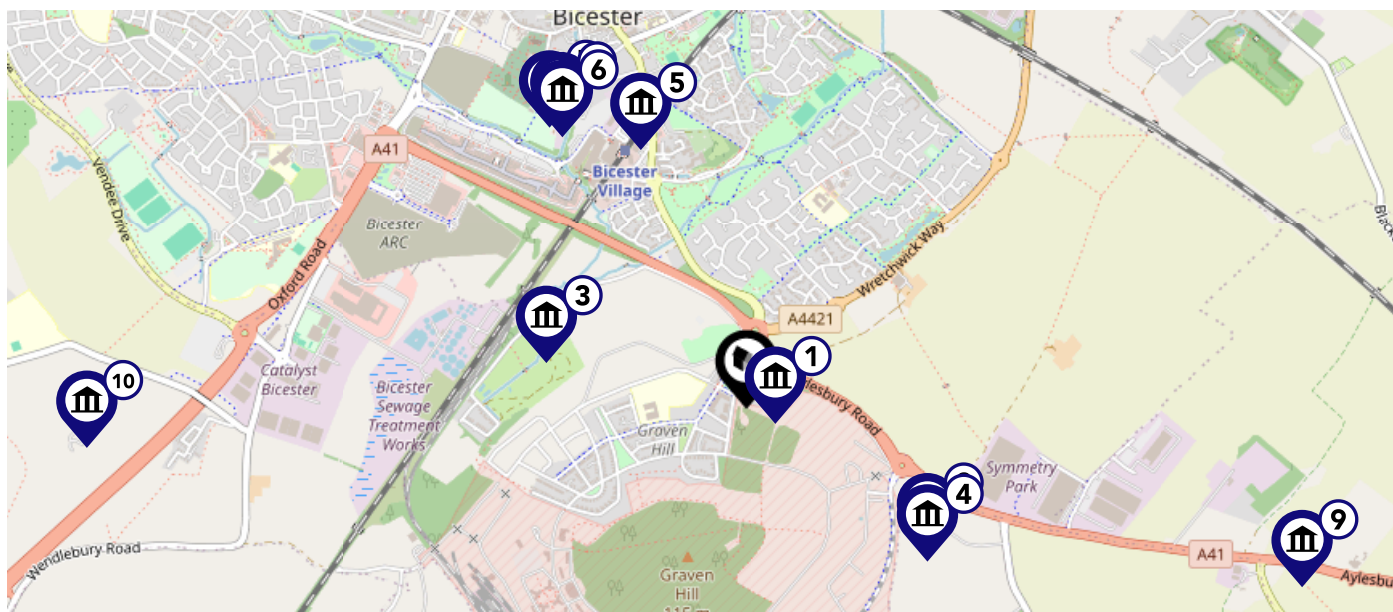 Bicester
6
5
A41
Bicester
Village
Vendee Drive
Bicester
ARC
Oxford Road
Wretchwick Way
3
A4421
1
Catalyst
Bicester
10
Bicester
Sewage
Treatment
Works
lesbury Road
Graven
Hill
Symmetry
Park
4
9
A41
Aylesbu
Wendlebury Road
Graven
Hill
115 m